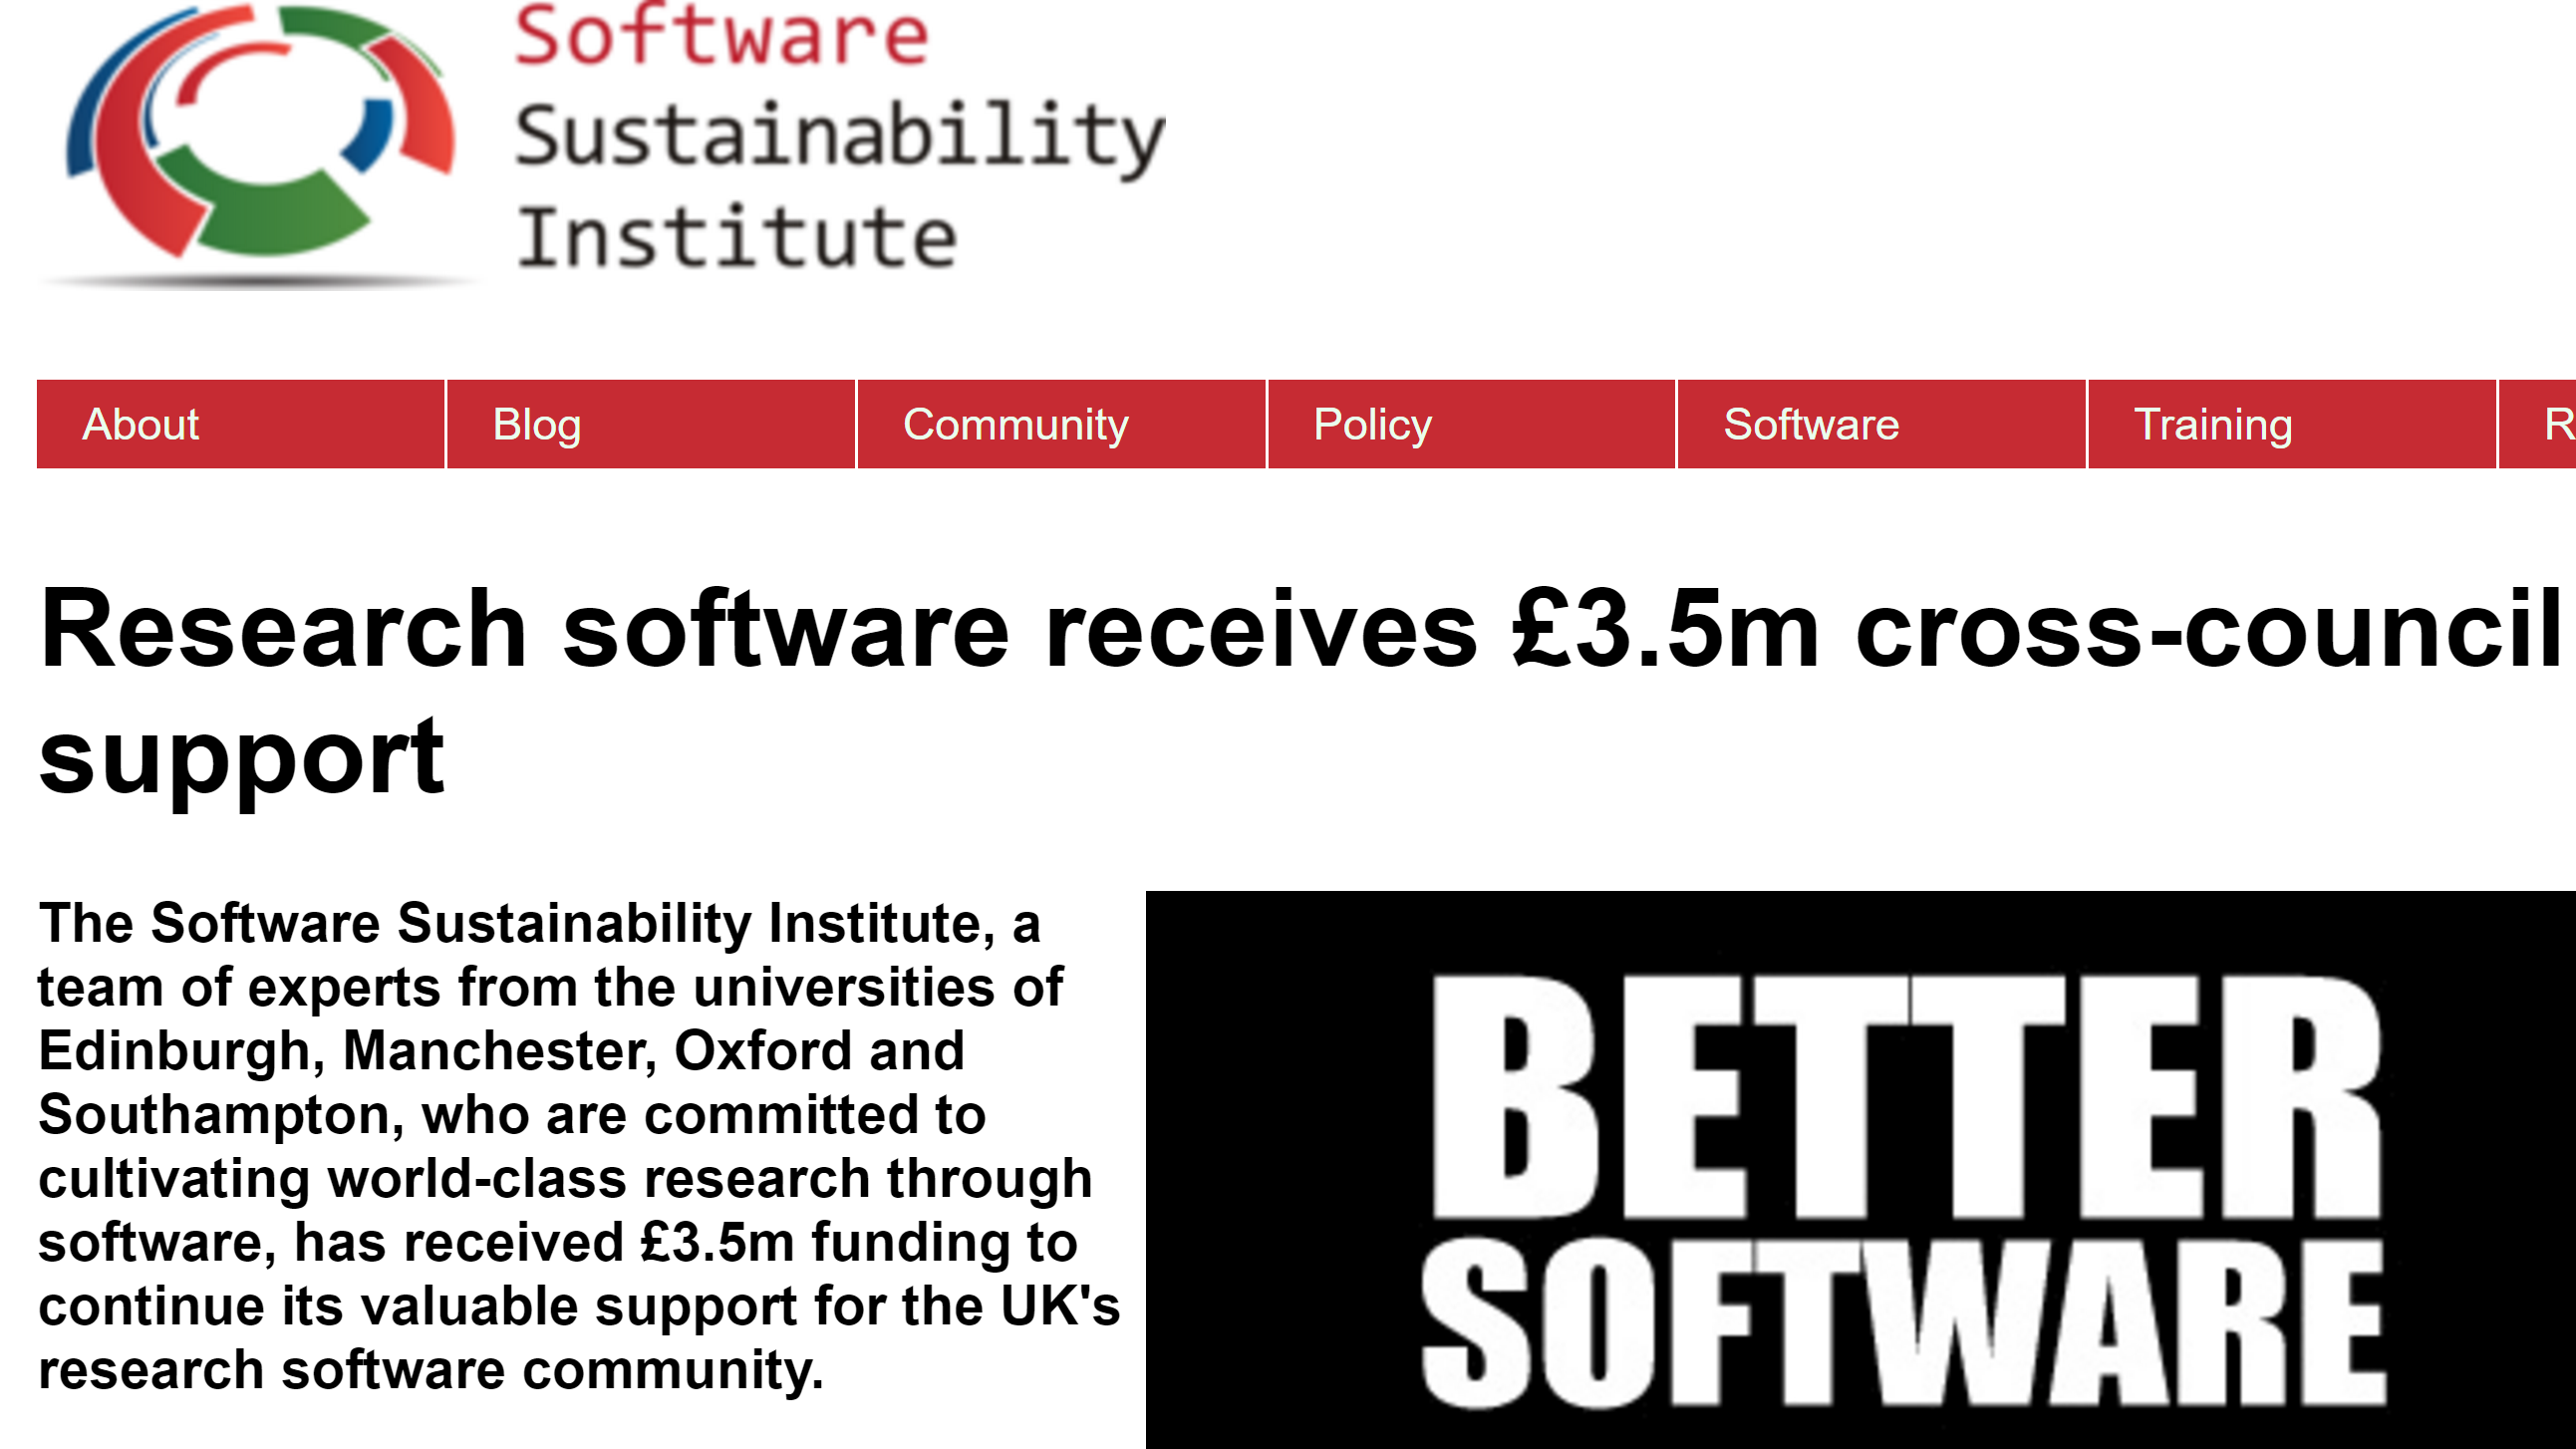 Software
Sustainability
Institute
About Blog Community Policy Software Training R
Research software receives £3.5m cross-council
support
The Software Sustainability Institute, a
team of experts from the universities of
Edinburgh, Manchester, Oxford and
Southampton, who are committed to
cultivating world-class research through
software, has received £3.5m funding to
continue its valuable support for the UK's
research software community.
BETTER
SOFTWARE